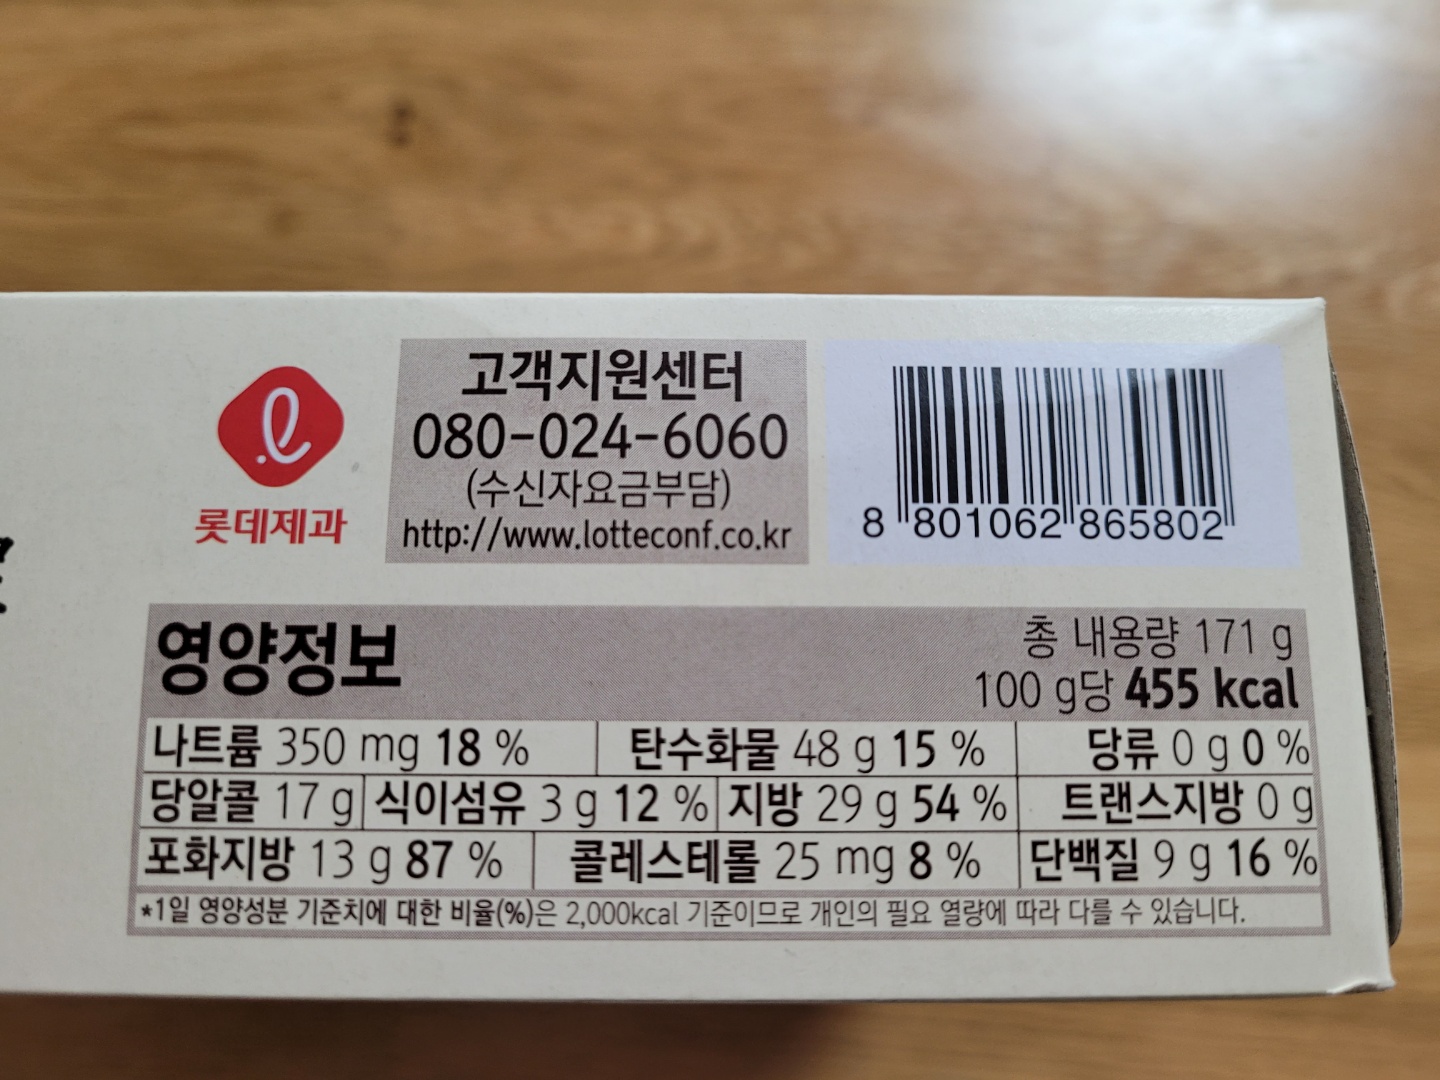 고객지원센터
080-024-6060
(수신자요금부담)
http://www.lotteconf.co.kr
롯데제과
8 801062 865802
영양정보
총 내용량 171 g
100 g당 455 kcal
나트륨 350 mg 18 % 탄수화물 48 g 15 % 당류 0 g 0 %
당알콜 17 g 식이섬유 3 g 12 % 지방 29 g 54 % 트랜스지방 0 g
포화지방 13 g 87 % 콜레스테롤 25 mg 8 % 단백질 9 g 16 %
*1일 영양성분 기준치에 대한 비율(%)은 2,000kcal 기준이므로 개인의 필요 열량에 따라 다를 수 있습니다.